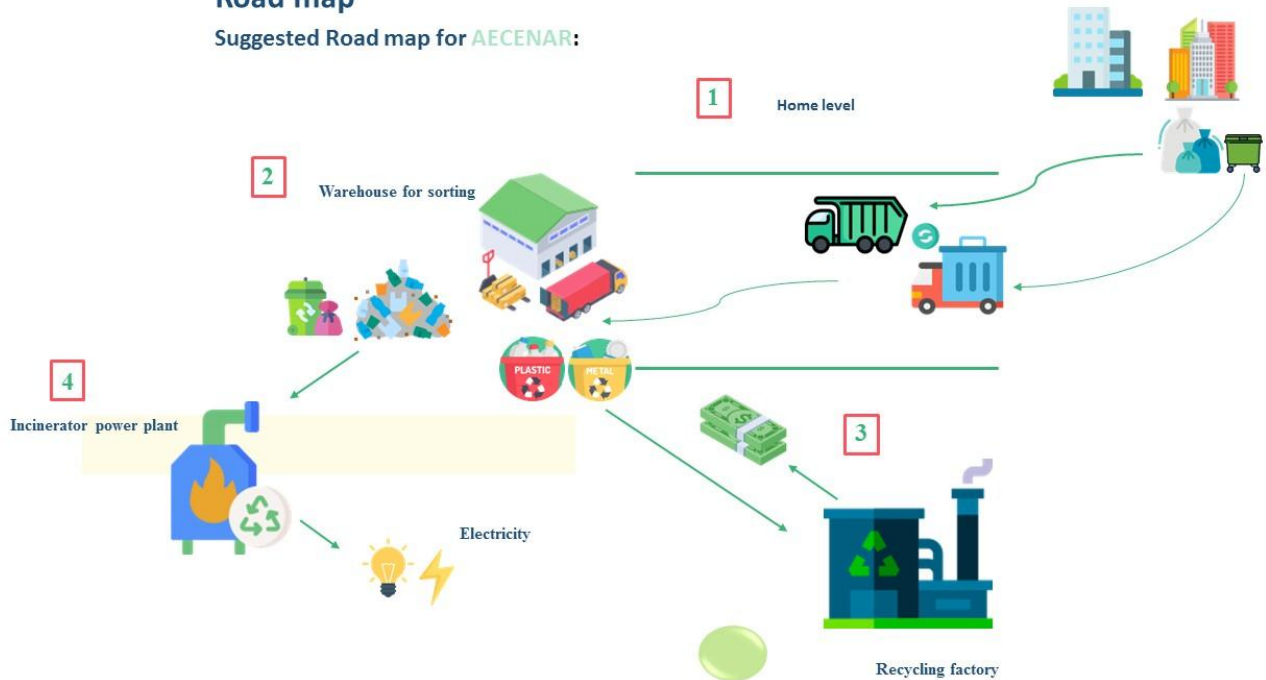 Road map
Suggested Road map for AECENAR:
1
Home level
2
Warehouse for sorting
PLASTIC
METAL
4
Incinerator power plant
3
Electricity
Recycling factory